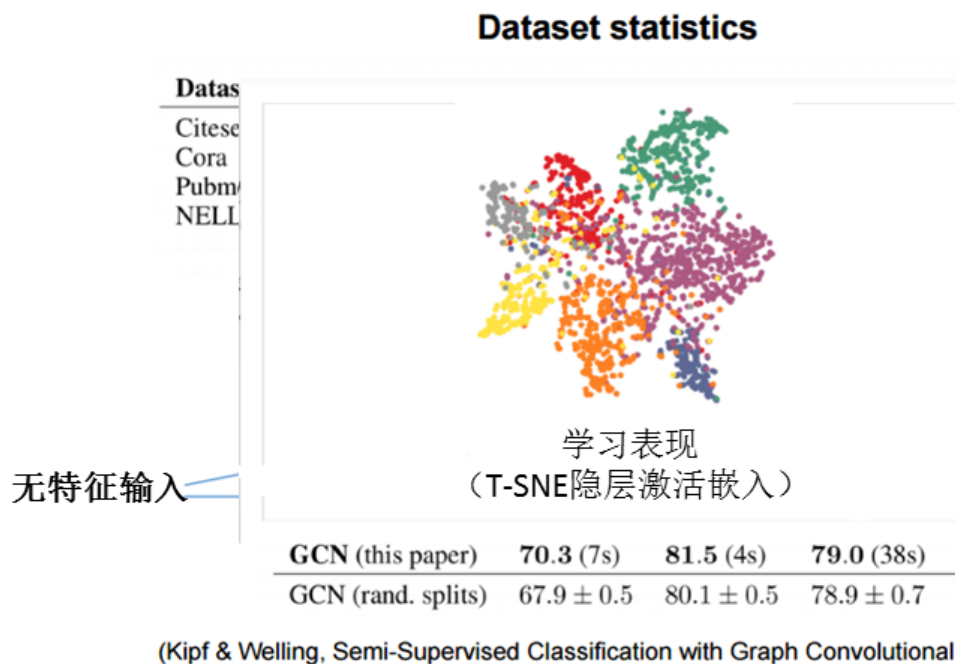 Dataset statistics
Datas
Citese
Cora
Pubm
NELL
学习表现
（T-SNE隐层激活嵌入）
无特征输入
GCN (this paper) 70.3 (7s) 81.5 (4s) 79.0 (38s)
GCN (rand. splits) 67.9 ± 0.5 80.1 ± 0.5 78.9 ± 0.7
(Kipf & Welling, Semi-Supervised Classification with Graph Convolutional